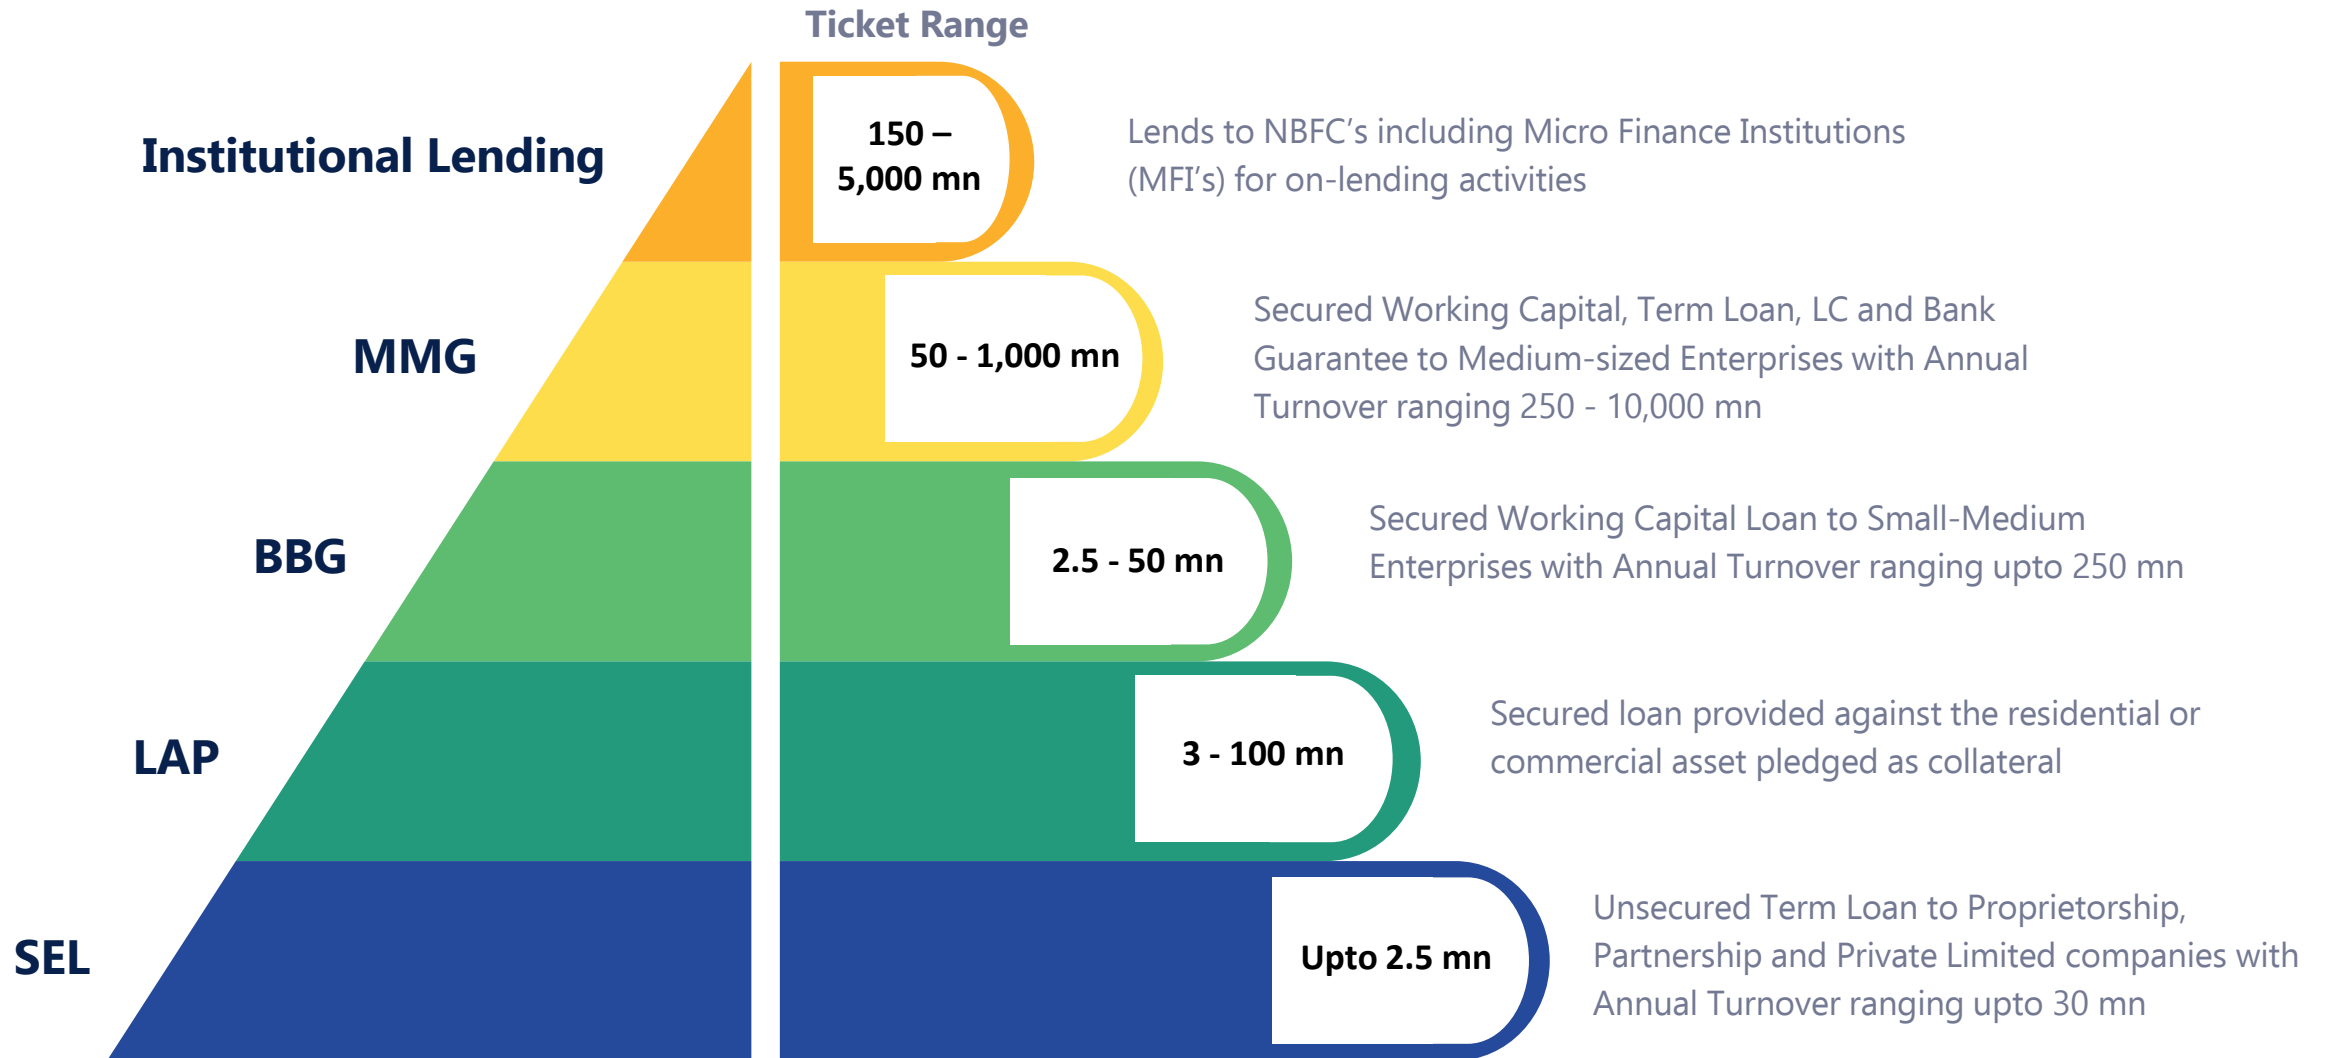 Ticket Range
Institutional Lending
150 –
5,000 mn
Lends to NBFC’s including Micro Finance Institutions
(MFI’s) for on-lending activities
MMG
50 - 1,000 mn
Secured Working Capital, Term Loan, LC and Bank
Guarantee to Medium-sized Enterprises with Annual
Turnover ranging 250 - 10,000 mn
BBG
2.5 - 50 mn
Secured Working Capital Loan to Small-Medium
Enterprises with Annual Turnover ranging upto 250 mn
LAP
3 - 100 mn
Secured loan provided against the residential or
commercial asset pledged as collateral
SEL
Upto 2.5 mn
Unsecured Term Loan to Proprietorship,
Partnership and Private Limited companies with
Annual Turnover ranging upto 30 mn